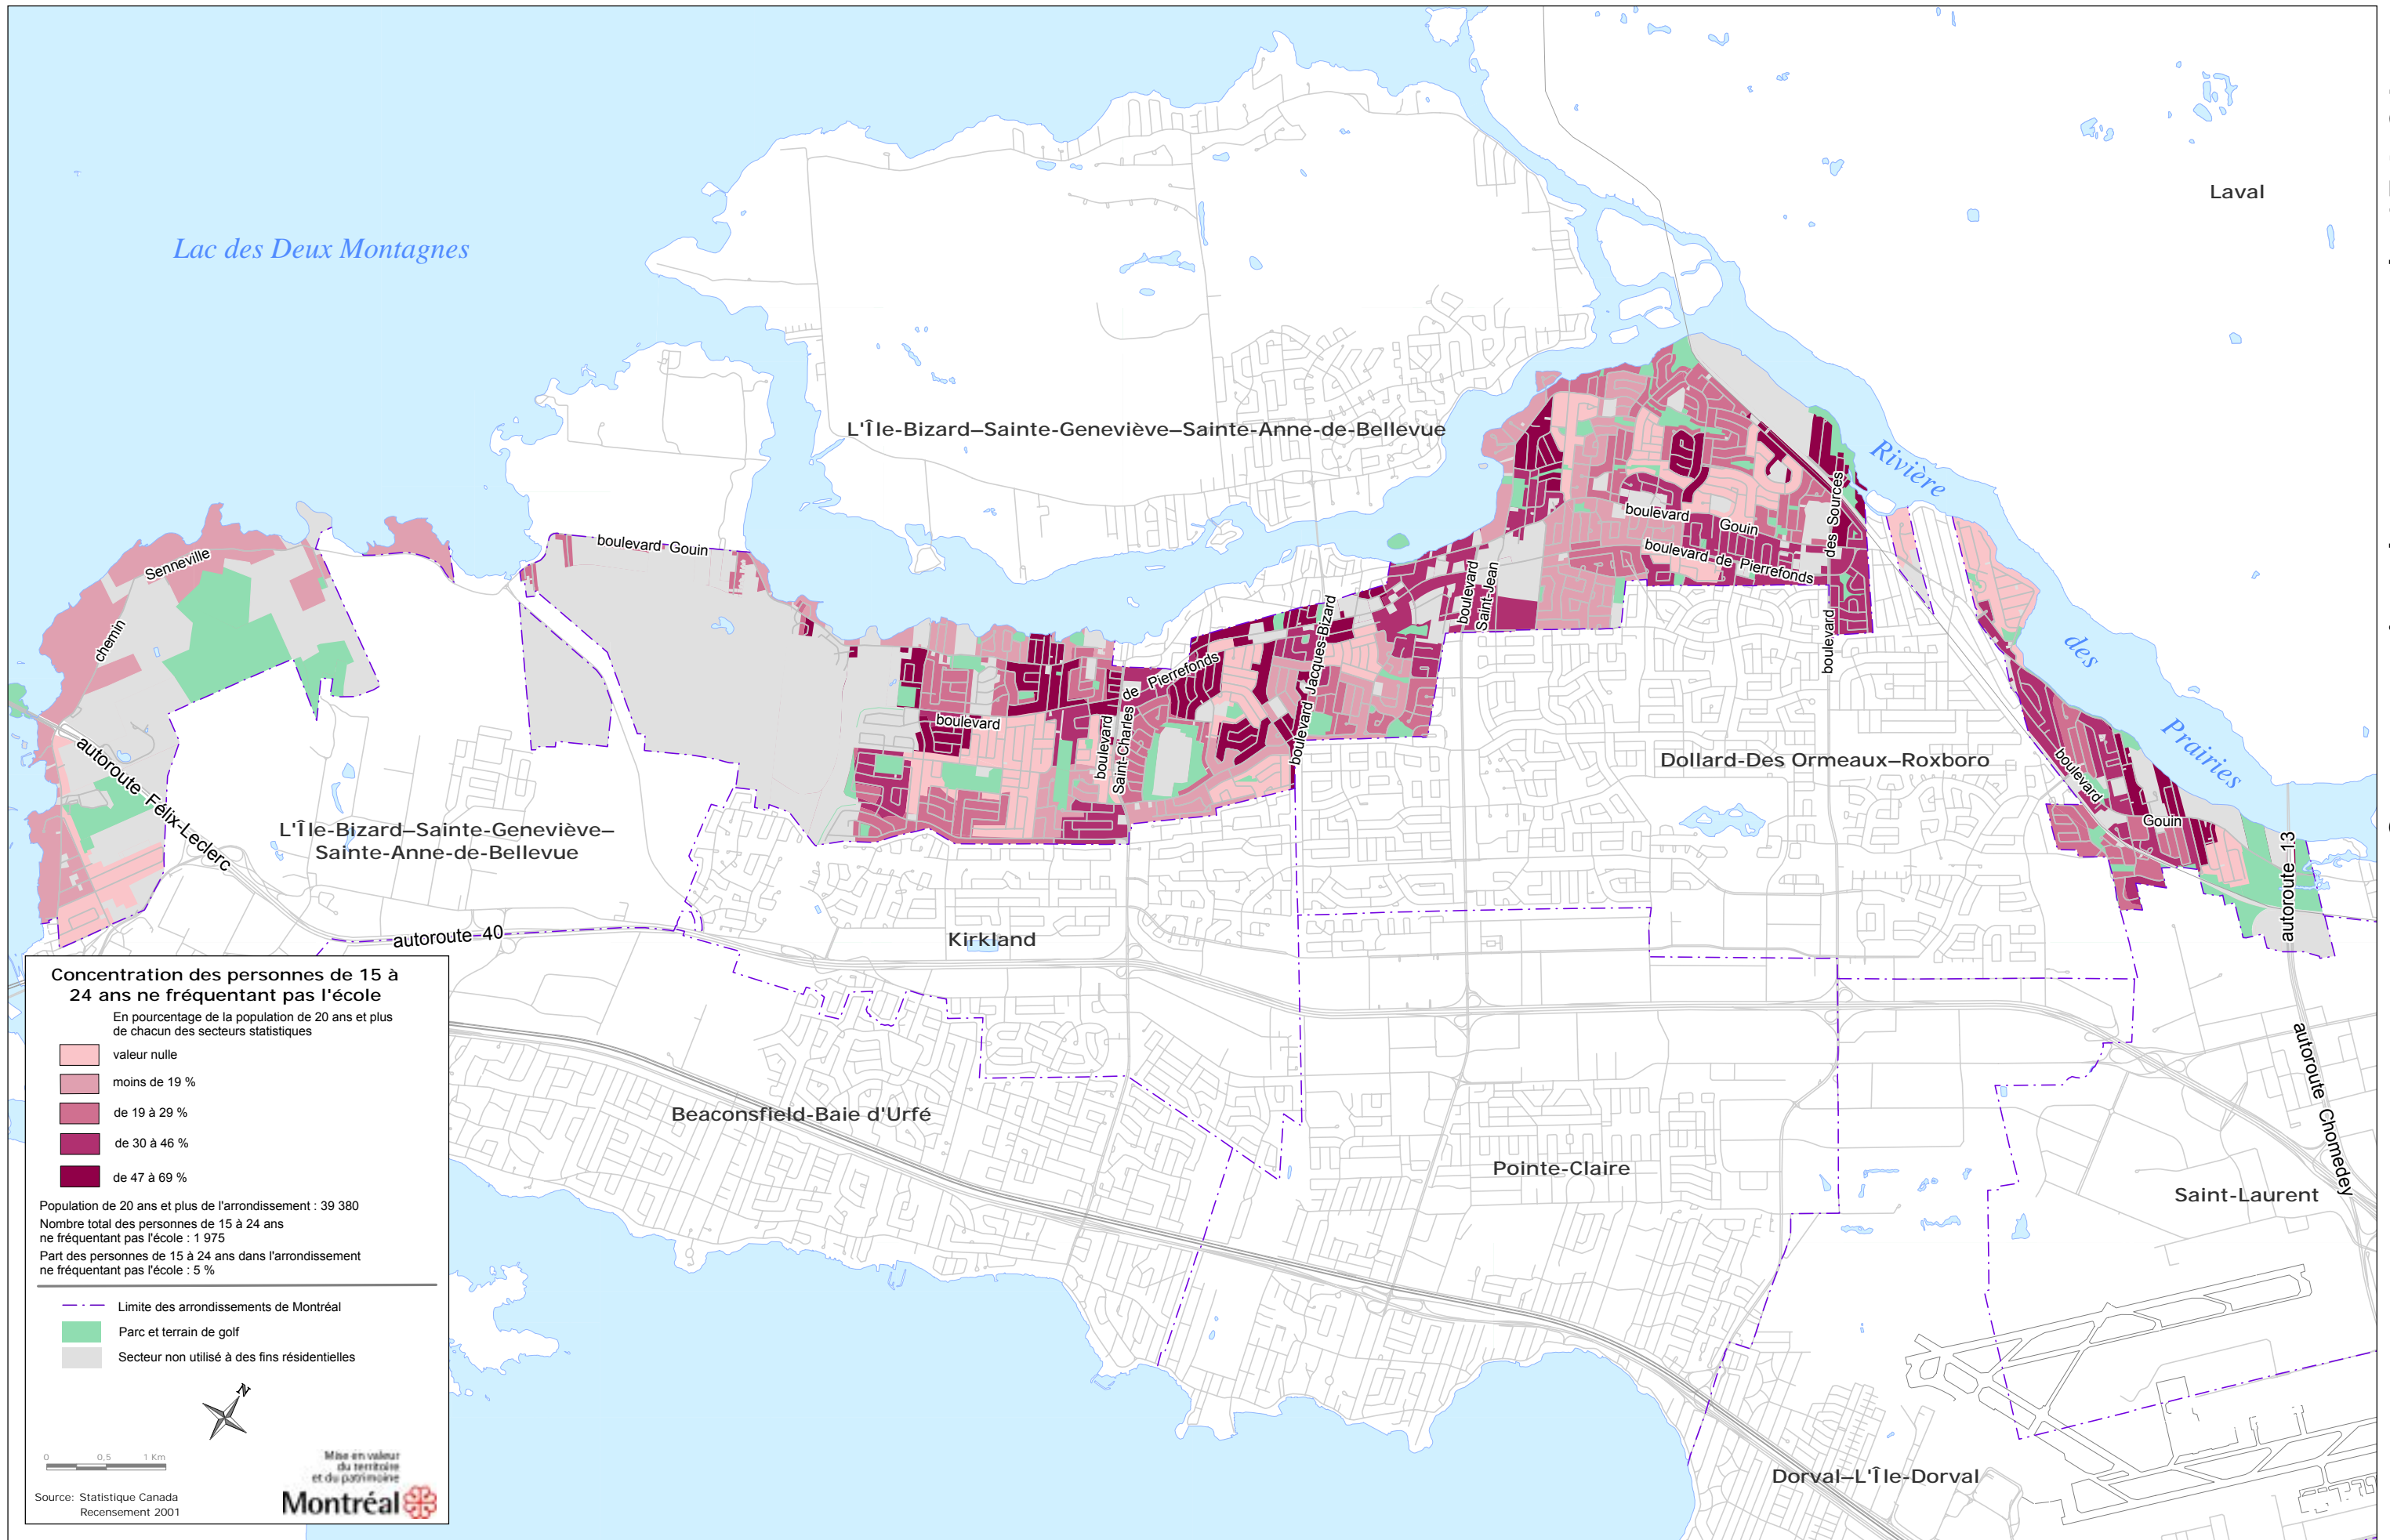 Laval
Lac des Deux Montagnes
L'Île-Bizard–Sainte-Geneviève–Sainte-Anne-de-Bellevue
Rivière
des
Prairies
Senneville
chemin
boulevard Gouin
boulevard
Gouin
boulevard de Pierrefonds
des Sources
boulevard
boulevard
Saint-Jean
boulevard Jacques-Bizard
de Pierrefonds
boulevard
boulevard
Saint-Charles
boulevard
Gouin
autoroute 13
autoroute Félix-Leclerc
L'Île-Bizard–Sainte-Geneviève–
Sainte-Anne-de-Bellevue
Dollard-Des Ormeaux–Roxboro
autoroute 40
Kirkland
autoroute Chomedey
Beaconsfield-Baie d'Urfé
Pointe-Claire
Saint-Laurent
Dorval–L'Île-Dorval
Concentration des personnes de 15 à
24 ans ne fréquentant pas l'école
En pourcentage de la population de 20 ans et plus
de chacun des secteurs statistiques
valeur nulle
moins de 19 %
de 19 à 29 %
de 30 à 46 %
de 47 à 69 %
Population de 20 ans et plus de l'arrondissement : 39 380
Nombre total des personnes de 15 à 24 ans
ne fréquentant pas l'école : 1 975
Part des personnes de 15 à 24 ans dans l'arrondissement
ne fréquentant pas l'école : 5 %
Limite des arrondissements de Montréal
Parc et terrain de golf
Secteur non utilisé à des fins résidentielles
N
0 0,5 1 Km
Mise en valeur
du territoire
et du patrimoine
Montréal
Source: Statistique Canada
Recensement 2001